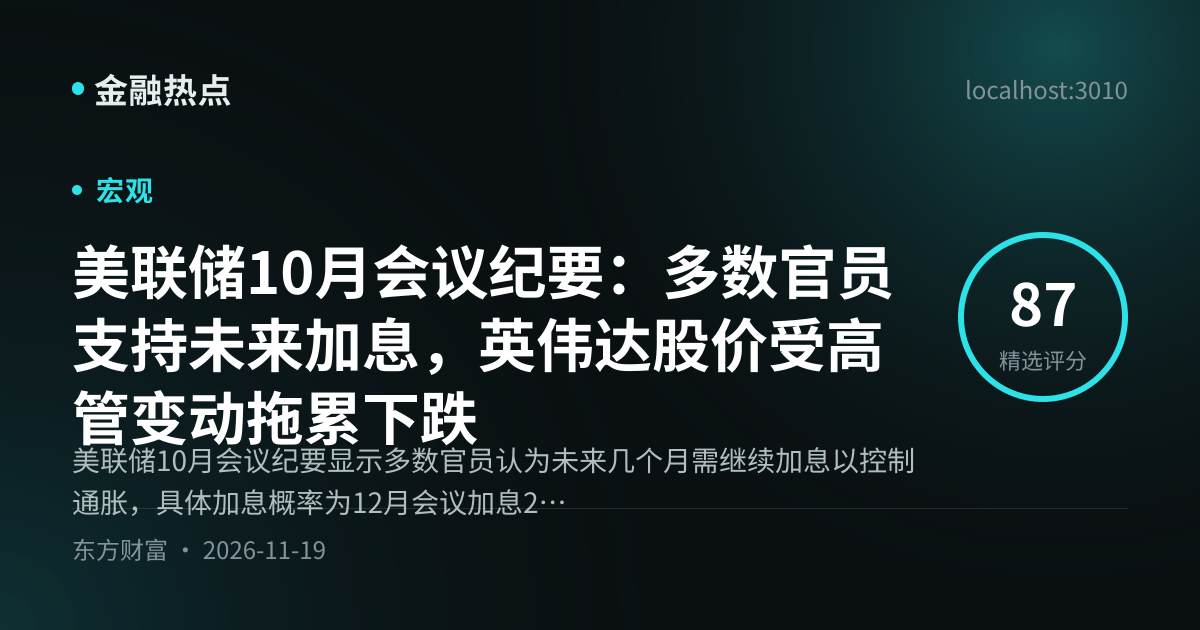 金融热点
localhost:3010
宏观
美联储10月会议纪要：多数官员
支持未来加息，英伟达股价受高
管变动拖累下跌
87
精选评分
美联储10月会议纪要显示多数官员认为未来几个月需继续加息以控制
通胀，具体加息概率为12月会议加息2…
东方财富 · 2026-11-19